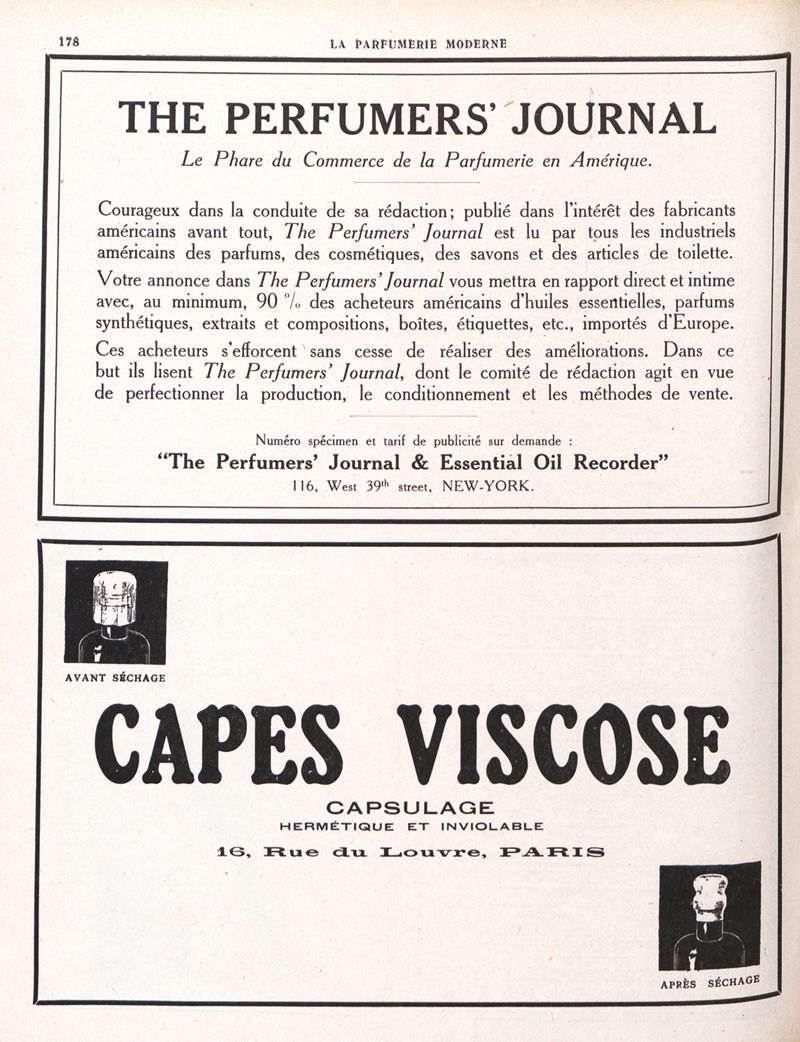 178
LA PARFUMERIE MODERNE
THE PERFUMERS' JOURNAL
Le Phare du Commerce de la Parfumerie en Amérique.
Courageux dans la conduite de sa rédaction; publié dans l'intérêt des fabricants
américains avant tout, The Perfumers' Journal est lu par tous les industriels
américains des parfums, des cosmétiques, des savons et des articles de toilette.
Votre annonce dans The Perfumers' Journal vous mettra en rapport direct et intime
avec, au minimum, 90 % des acheteurs américains d'huiles essentielles, parfums
synthétiques, extraits et compositions, boîtes, étiquettes, etc., importés d'Europe.
Ces acheteurs s'efforcent sans cesse de réaliser des améliorations. Dans ce
but ils lisent The Perfumers' Journal, dont le comité de rédaction agit en vue
de perfectionner la production, le conditionnement et les méthodes de vente.
Numéro spécimen et tarif de publicité sur demande :
"The Perfumers' Journal & Essential Oil Recorder"
116, West 39th street, NEW-YORK.
AVANT SÉCHAGE
CAPES VISCOSE
CAPSULAGE
HERMÉTIQUE ET INVIOLABLE
16, Rue du Louvre, PARIS
APRÈS SÉCHAGE